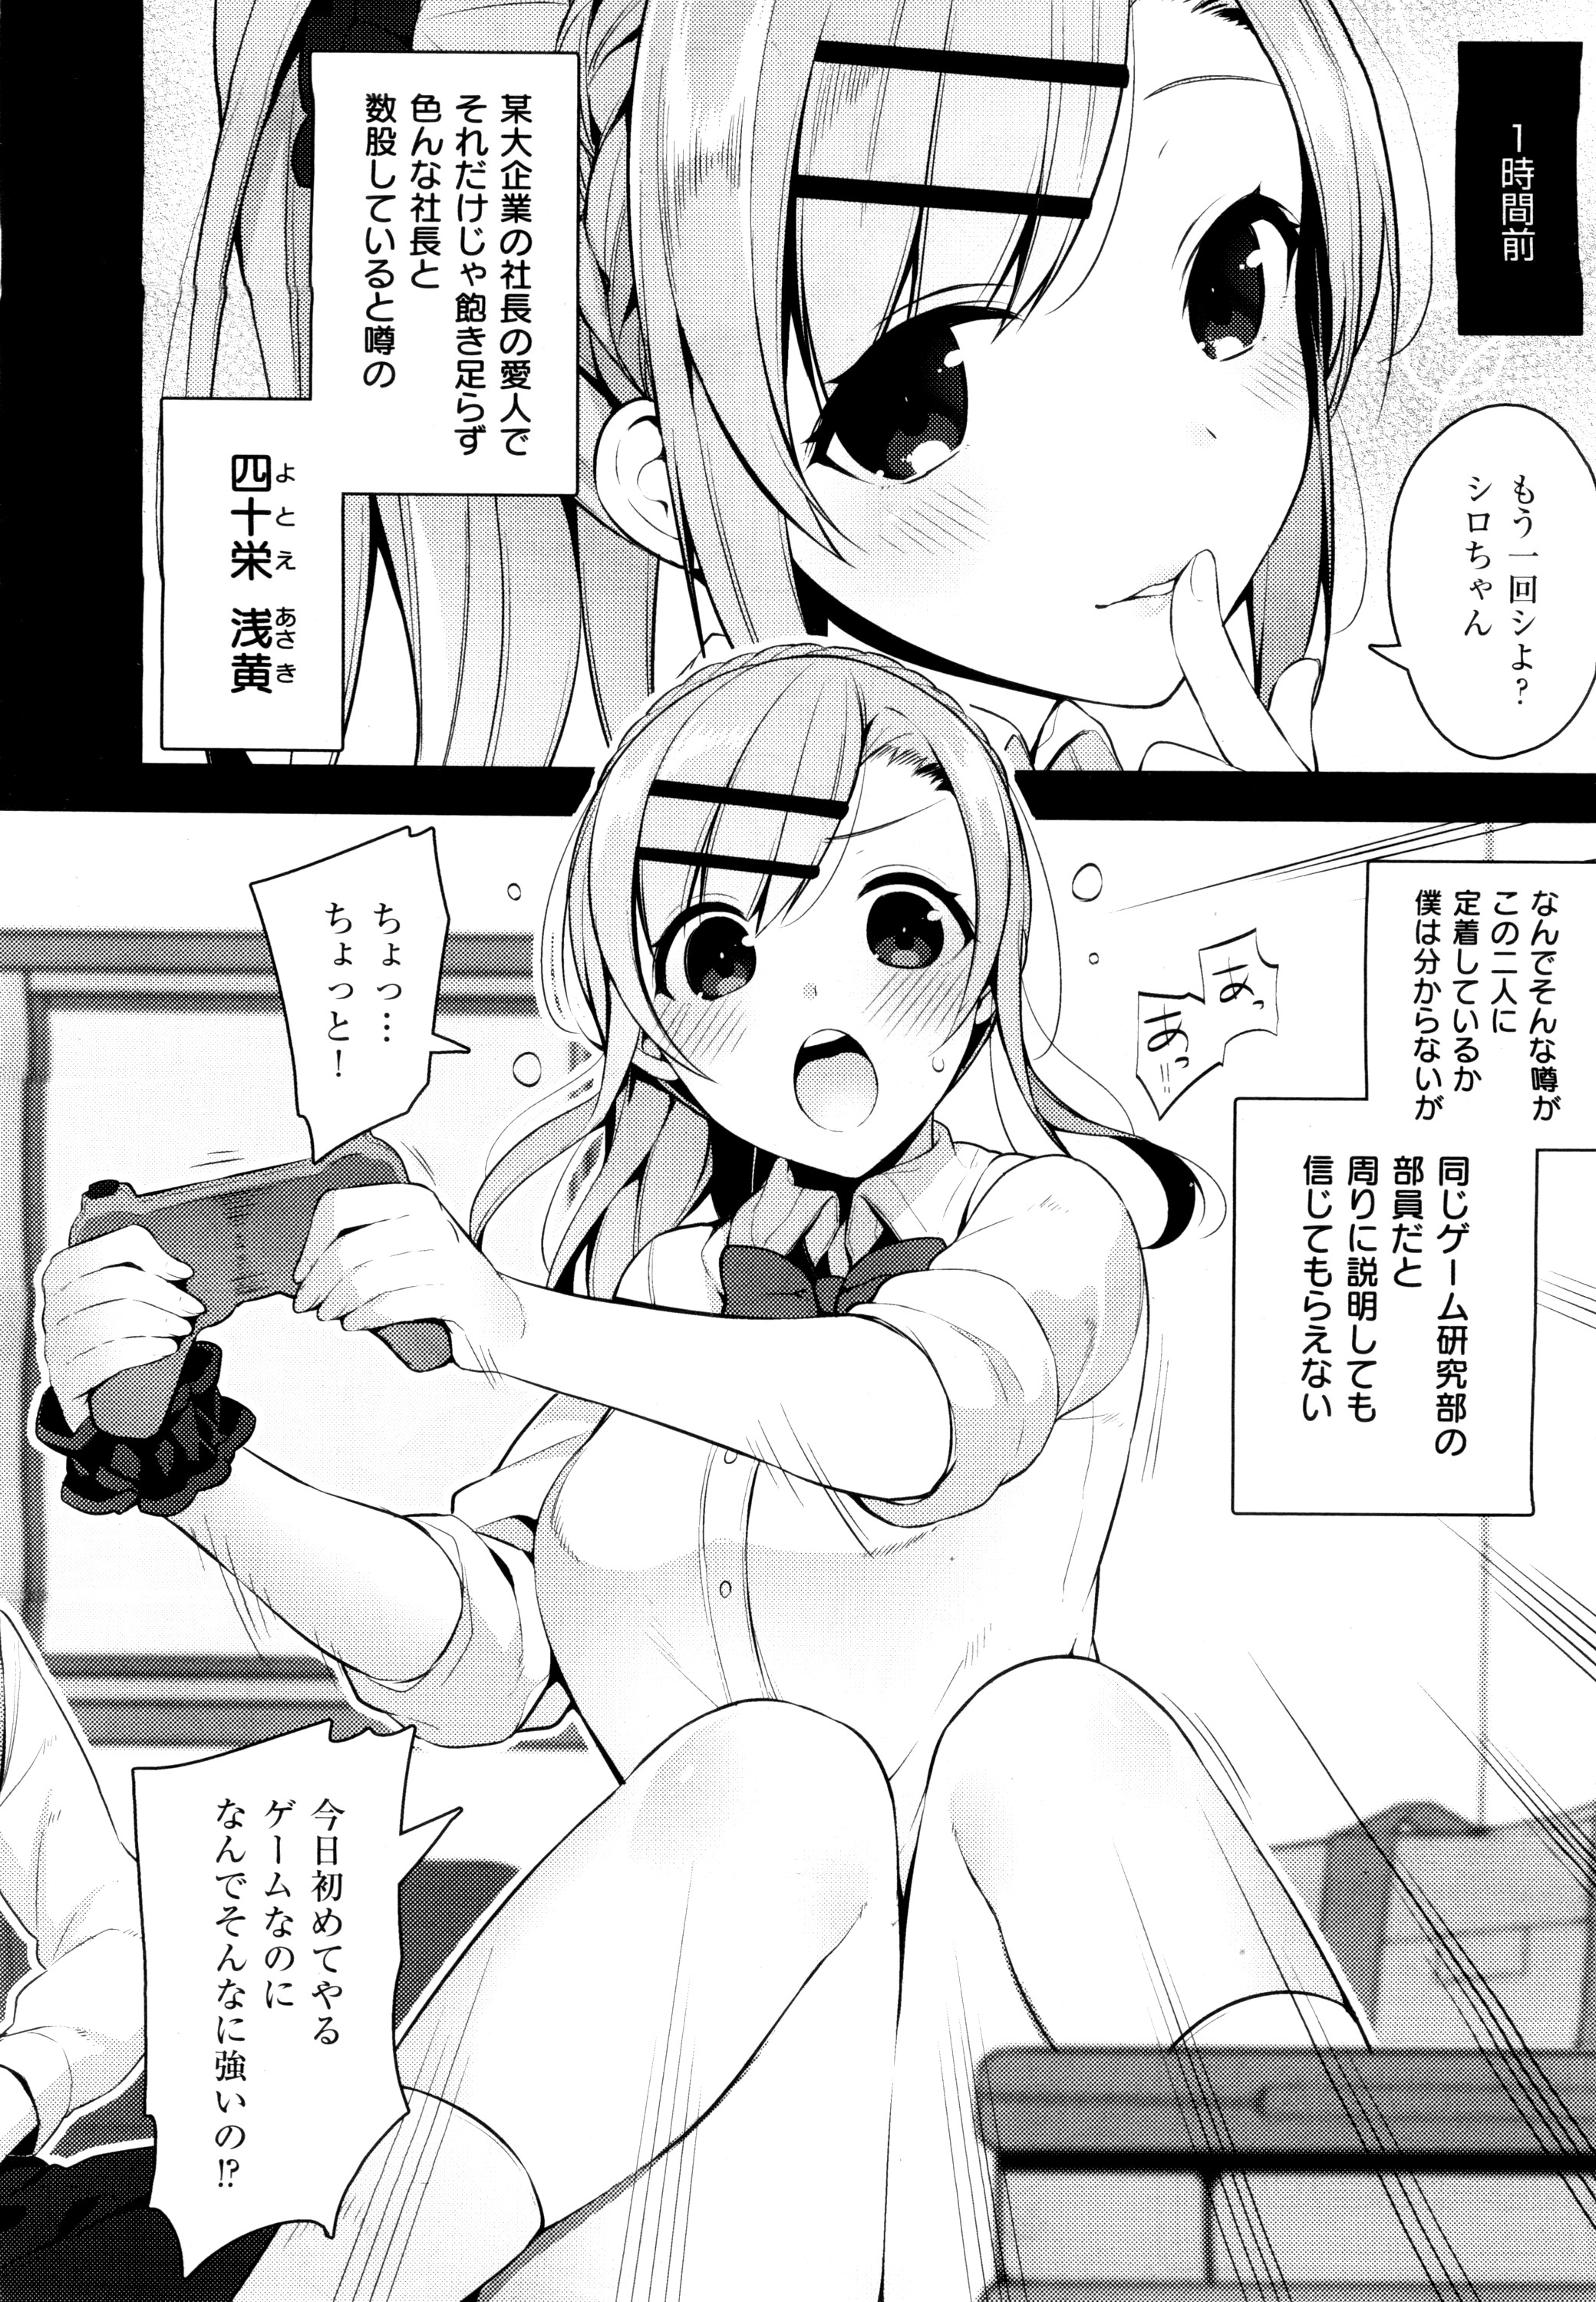 1時間前
もう一回シよ?
シロちゃん
某大企業の社長の愛人で
それだけじゃ飽き足らず
色んな社長と
数股していると噂の
四十栄 浅黄
よとえ あさき
なんでそんな噂が
この二人に
定着しているか
僕は分からないが
同じゲーム研究部の
部員だと
周りに説明しても
信じてもらえない
あっ
あっ…
ちょっ…
ちょっと!
今日初めてやる
ゲームなのに
なんでそんなに強いの!?